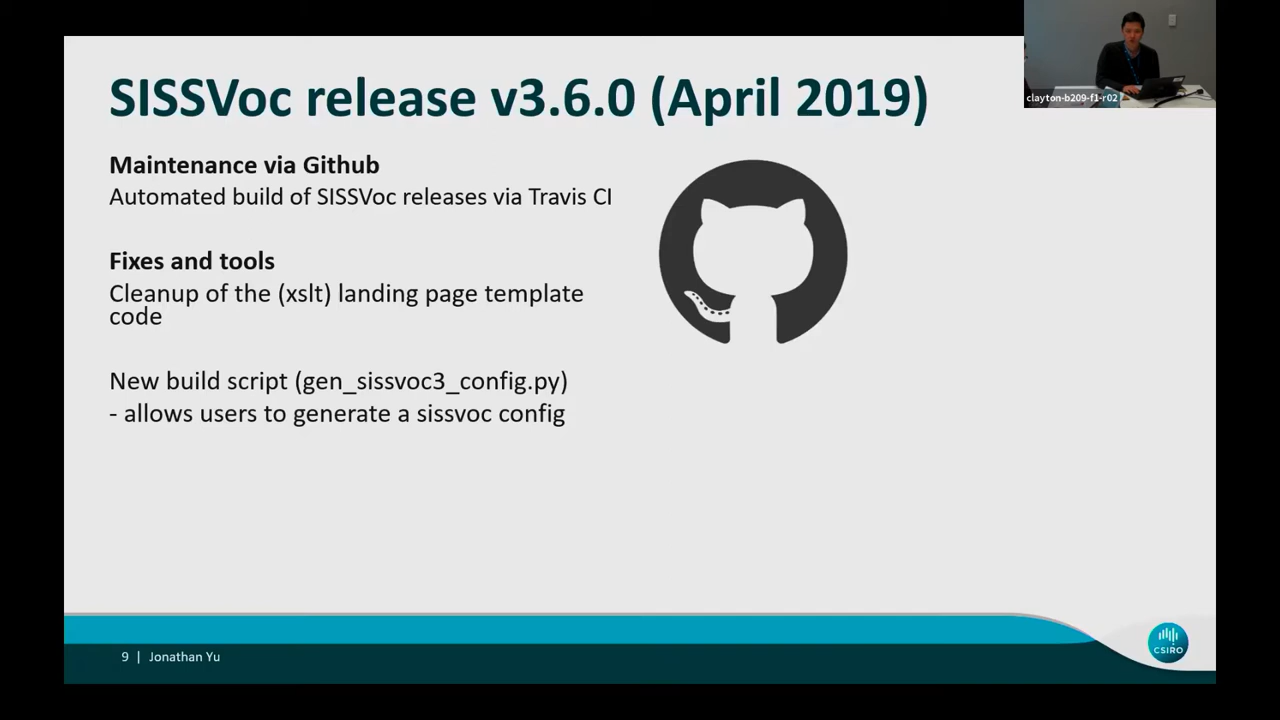 SISSVoc release v3.6.0 (April 2019)
clayton-b209-f1-r02
Maintenance via Github
Automated build of SISSVoc releases via Travis CI
Fixes and tools
Cleanup of the (xslt) landing page template
code
New build script (gen_sissvoc3_config.py)
- allows users to generate a sissvoc config
9 | Jonathan Yu
CSIRO